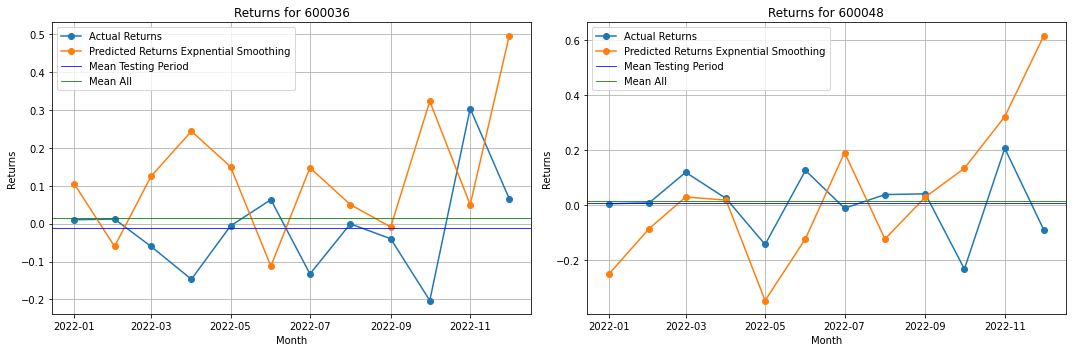 Returns for 600036
Actual Returns
Predicted Returns Expnential Smoothing
Mean Testing Period
Mean All
Returns
0.5
0.4
0.3
0.2
0.1
0.0
−0.1
−0.2
2022-01 2022-03 2022-05 2022-07 2022-09 2022-11
Month
Returns for 600048
Actual Returns
Predicted Returns Expnential Smoothing
Mean Testing Period
Mean All
Returns
0.6
0.4
0.2
0.0
−0.2
2022-01 2022-03 2022-05 2022-07 2022-09 2022-11
Month